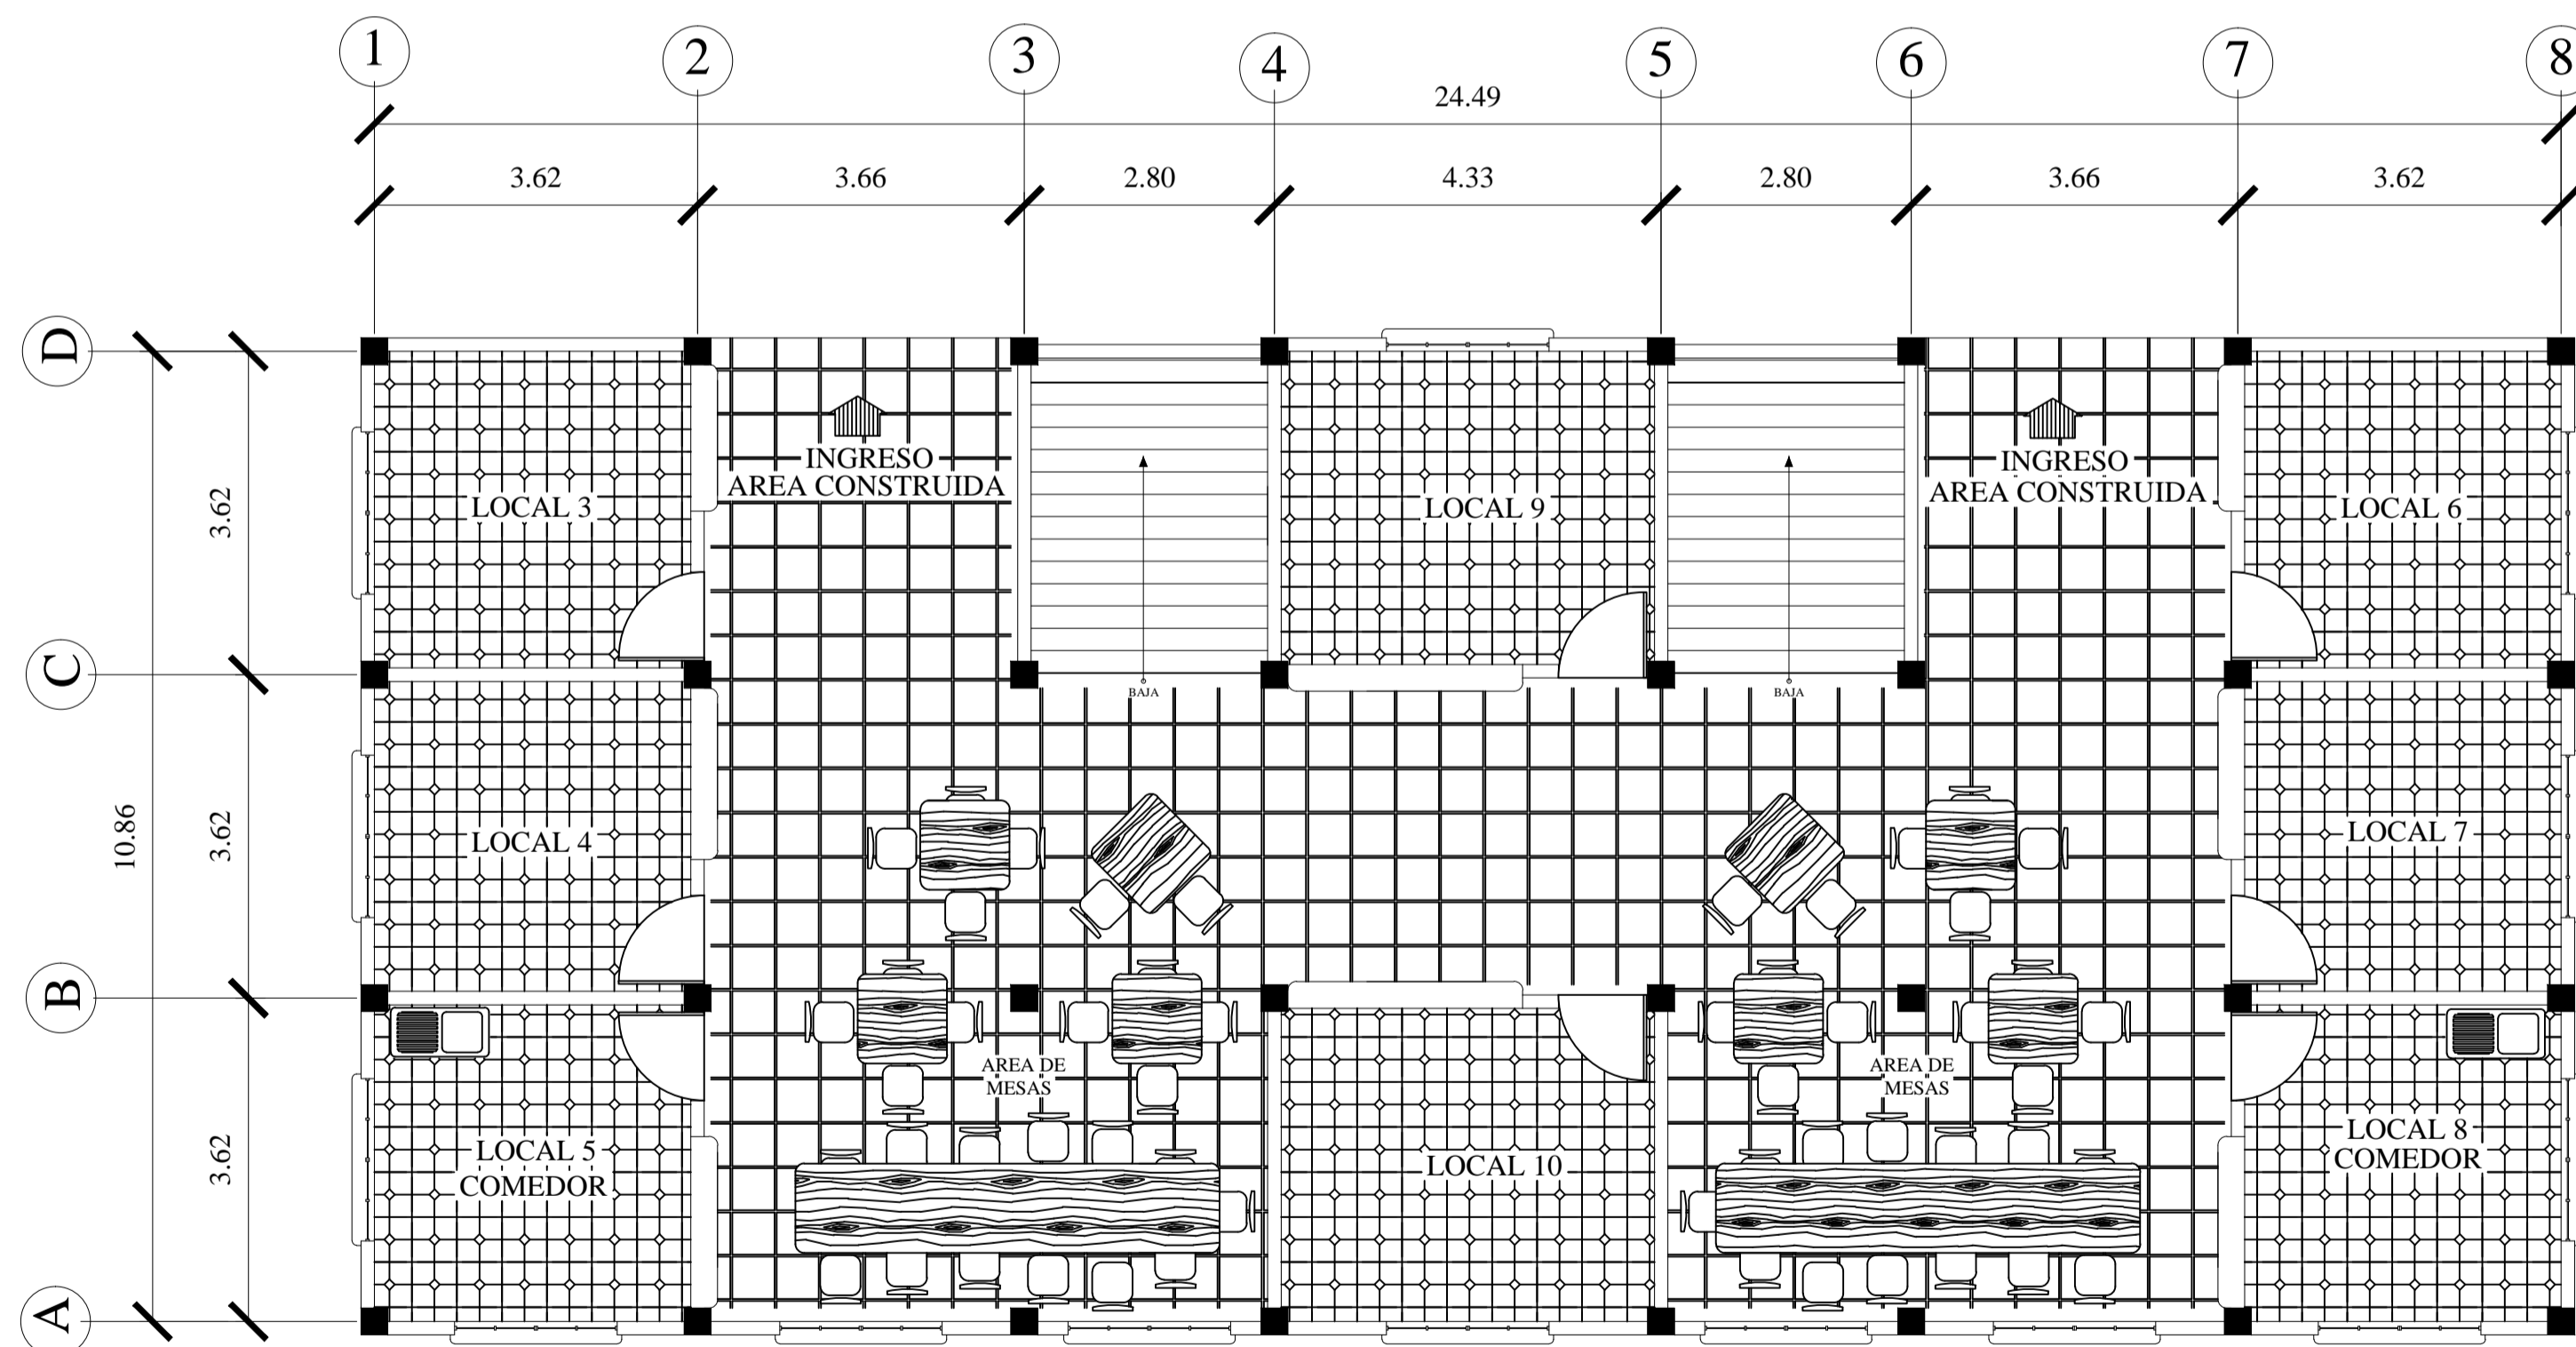 1
2
3
4
5
6
7
8
24.49
3.62
3.66
2.80
4.33
2.80
3.66
3.62
D
C
B
A
3.62
3.62
3.62
10.86
INGRESO
AREA CONSTRUIDA
INGRESO
AREA CONSTRUIDA
LOCAL 3
LOCAL 9
LOCAL 6
BAJA
BAJA
LOCAL 4
LOCAL 7
AREA DE
MESAS
AREA DE
MESAS
LOCAL 5
COMEDOR
LOCAL 10
LOCAL 8
COMEDOR